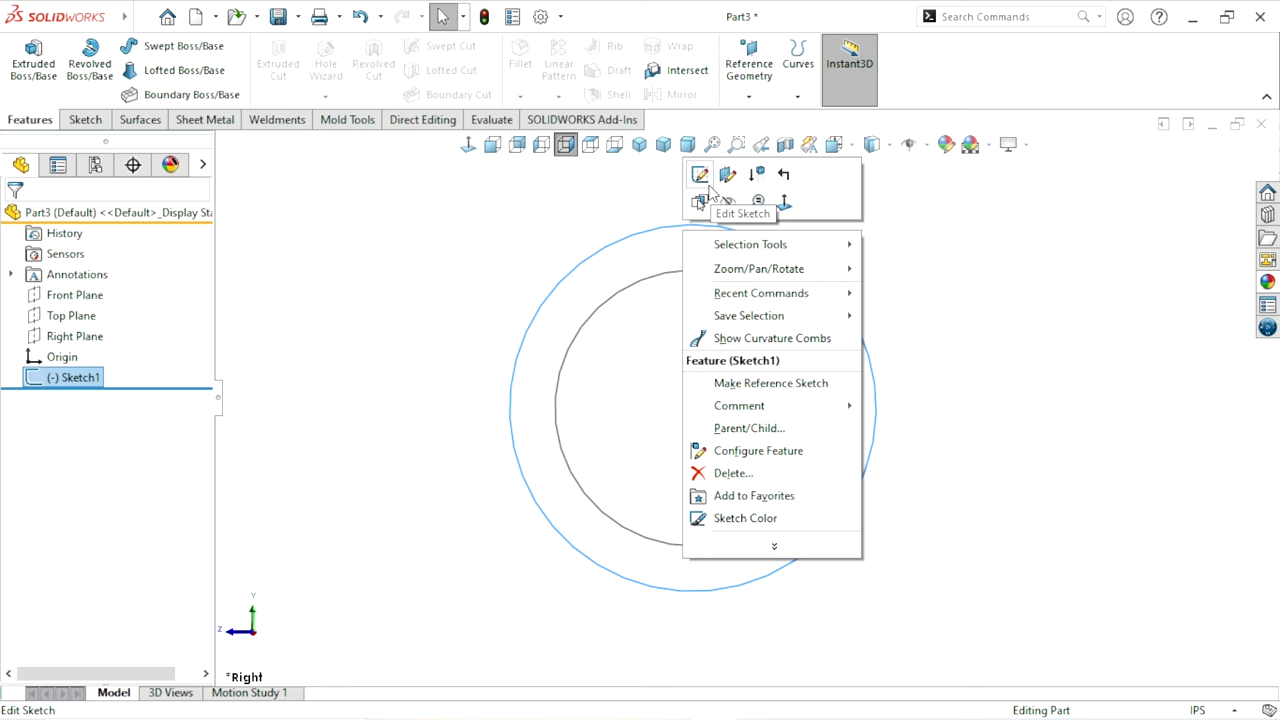 SOLIDWORKS
Part3 *
Search Commands
Extruded Boss/Base
Revolved Boss/Base
Swept Boss/Base
Lofted Boss/Base
Boundary Boss/Base
Extruded Cut
Hole Wizard
Revolved Cut
Swept Cut
Lofted Cut
Boundary Cut
Fillet
Linear Pattern
Rib
Draft
Shell
Wrap
Intersect
Mirror
Reference Geometry
Curves
Instant3D
Features
Sketch
Surfaces
Sheet Metal
Weldments
Mold Tools
Direct Editing
Evaluate
SOLIDWORKS Add-Ins
Part3 (Default) <<Default>_Display Sta
History
Sensors
Annotations
Front Plane
Top Plane
Right Plane
Origin
(-) Sketch1
Edit Sketch
Selection Tools
Zoom/Pan/Rotate
Recent Commands
Save Selection
Show Curvature Combs
Feature (Sketch1)
Make Reference Sketch
Comment
Parent/Child...
Configure Feature
Delete...
Add to Favorites
Sketch Color
Y
Z
*Right
Model
3D Views
Motion Study 1
Edit Sketch
Editing Part
IPS